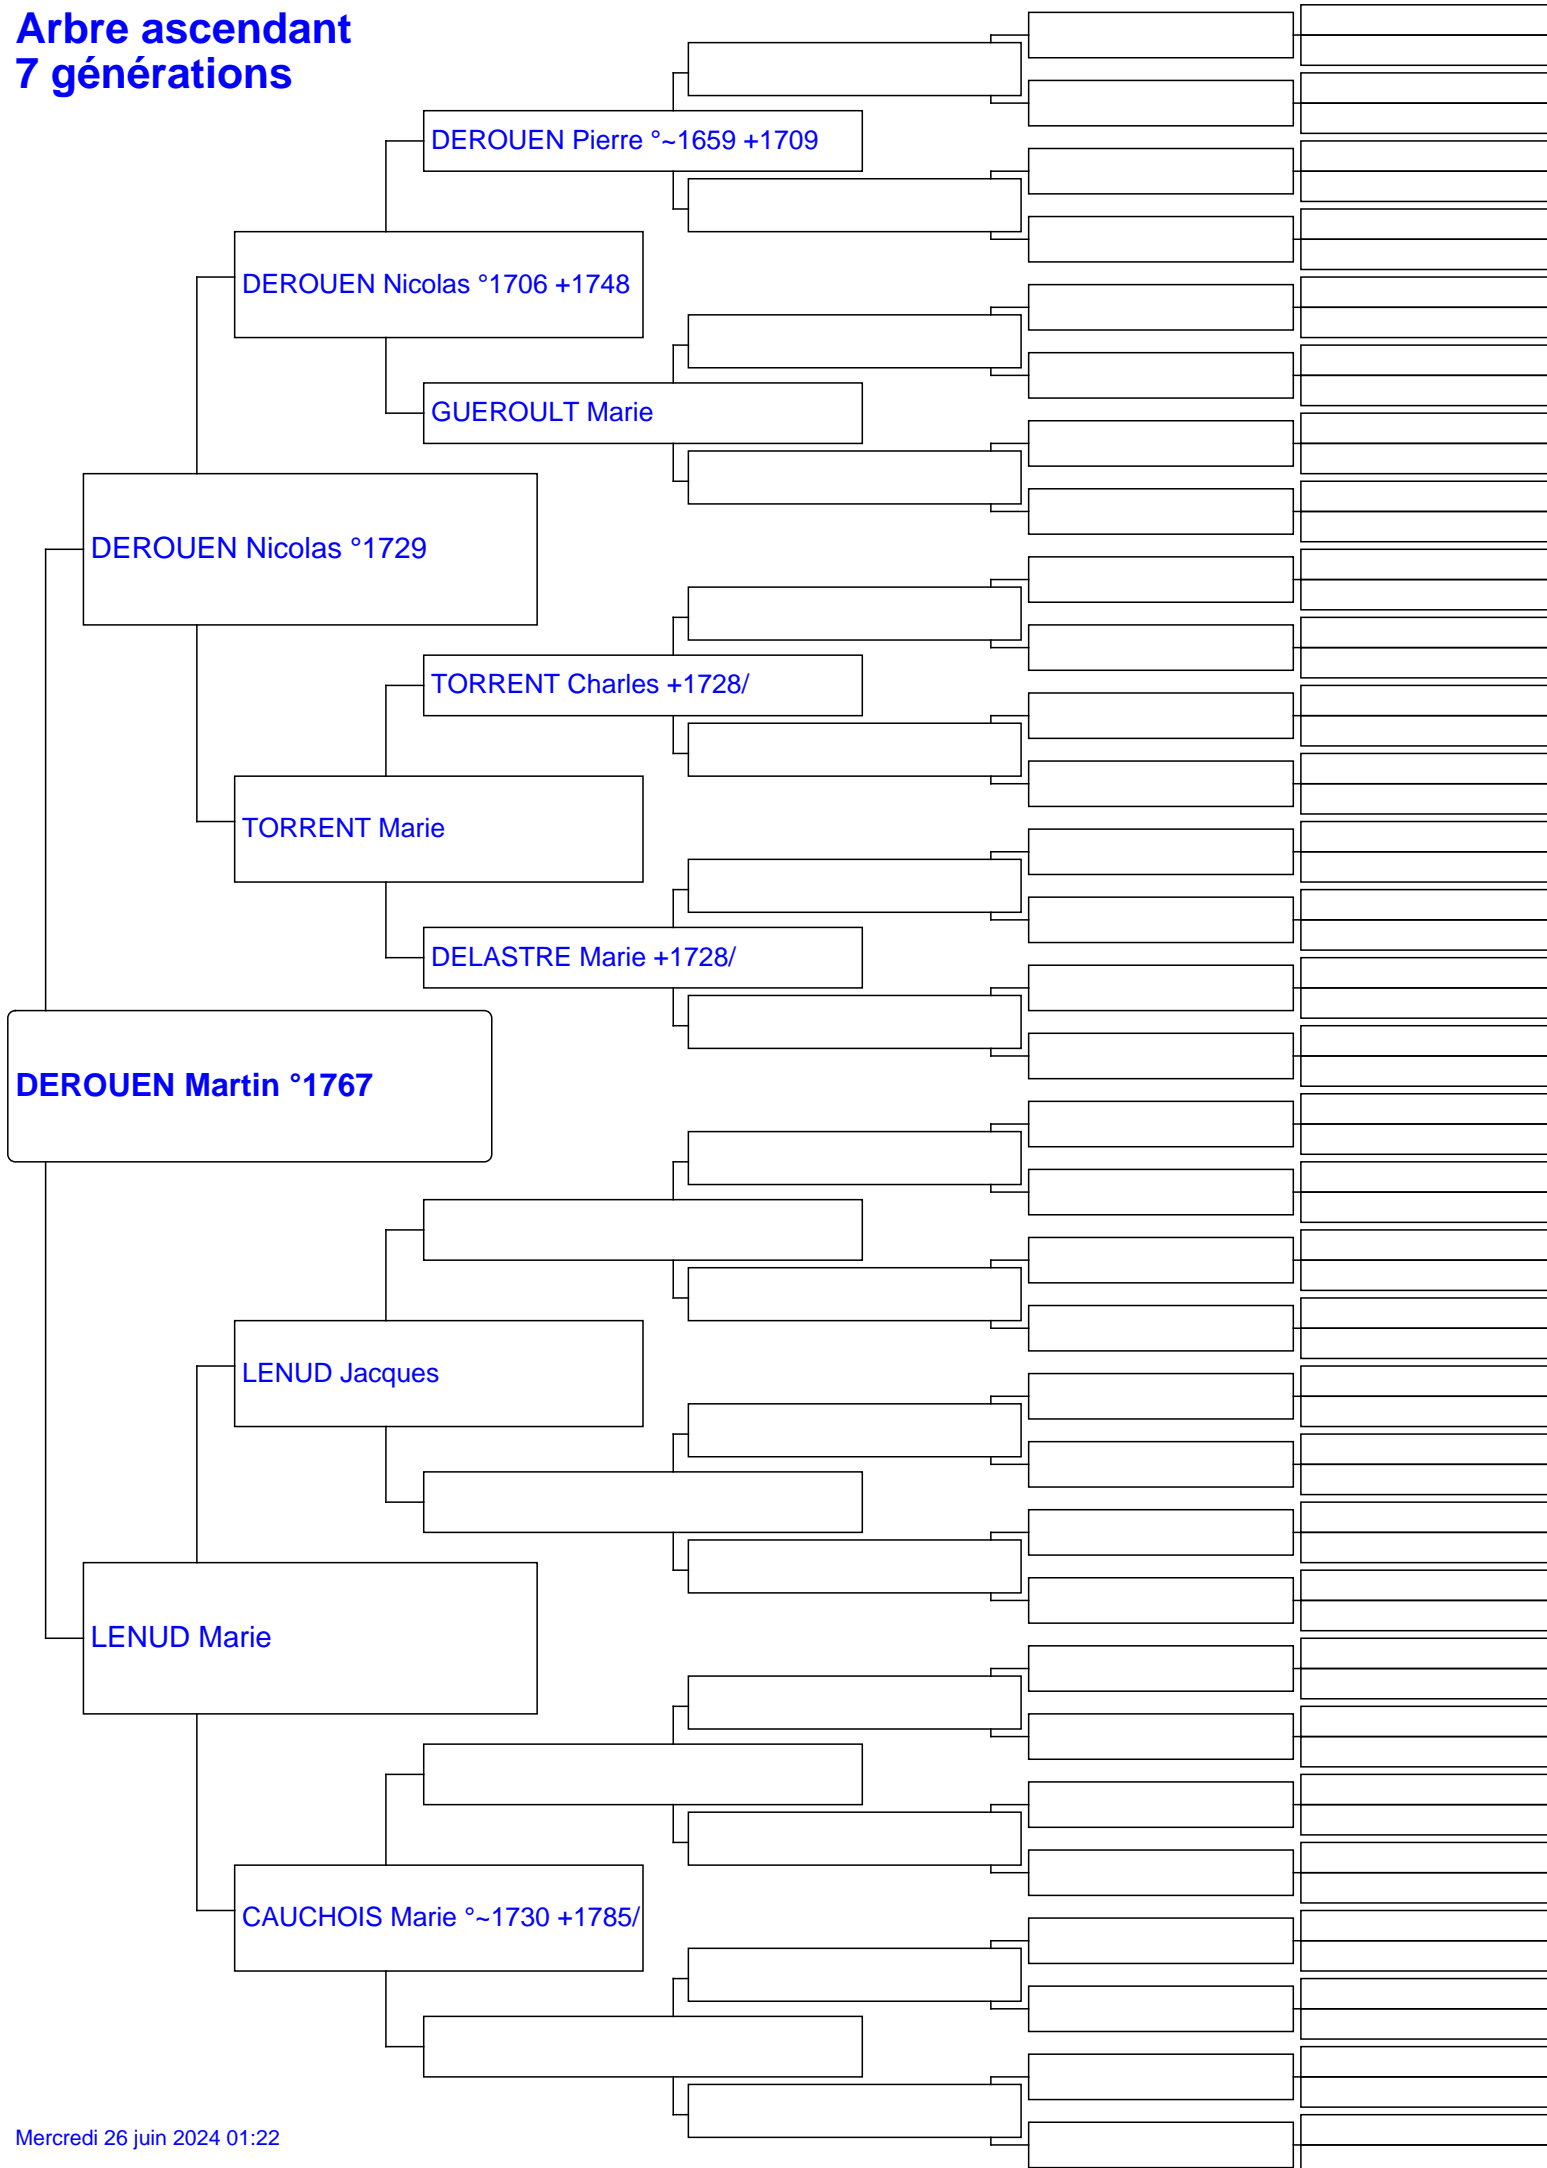 Arbre ascendant
7 générations
DEROUEN Pierre °~1659 +1709
DEROUEN Nicolas °1706 +1748
GUEROULT Marie
DEROUEN Nicolas °1729
TORRENT Charles +1728/
TORRENT Marie
DELASTRE Marie +1728/
DEROUEN Martin °1767
LENUD Jacques
LENUD Marie
CAUCHOIS Marie °~1730 +1785/
Mercredi 26 juin 2024 01:22